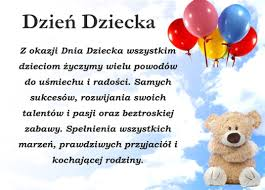 Dzień Dziecka
Z okazji Dnia Dziecka wszystkim
dzieciom życzymy wielu powodów
do uśmiechu i radości. Samych
sukcesów, rozwijania swoich
talentów i pasji oraz beztroskiej
zabawy. Spełnienia wszystkich
marzeń, prawdziwych przyjaciół i
kochającej rodziny.